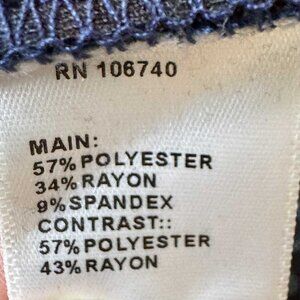 RN 106740
MAIN:
57% POLYESTER
34% RAYON
9% SPANDEX
CONTRAST::
57% POLYESTER
43% RAYON